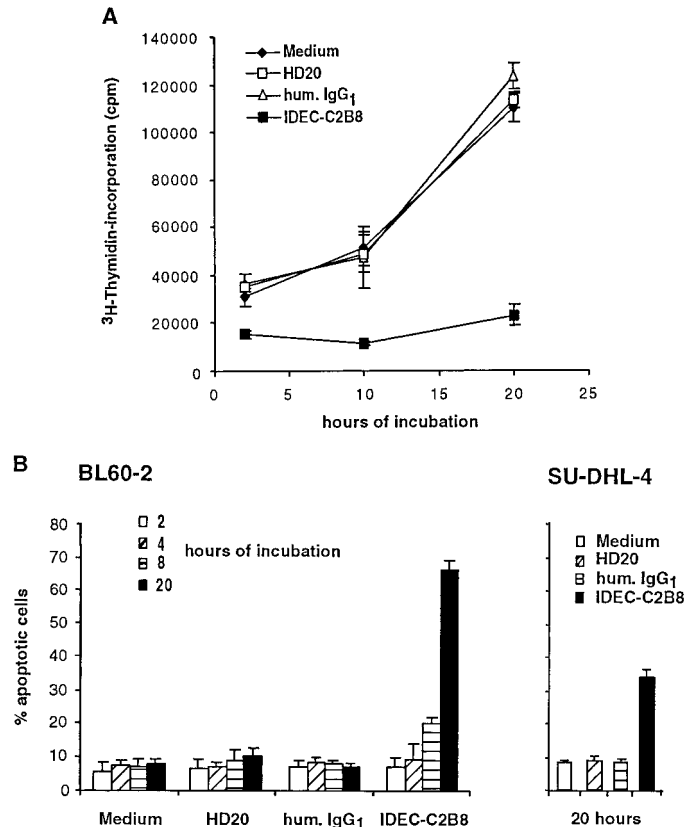 A
140000
120000
100000
80000
60000
40000
20000
0
³H-Thymidin-incorporation (cpm)
Medium
HD20
hum. IgG₁
IDEC-C2B8
0 5 10 15 20 25
hours of incubation
B
BL60-2
SU-DHL-4
80
70
60
50
40
30
20
10
0
% apoptotic cells
2
4
8
20
hours of incubation
Medium
HD20
hum. IgG₁
IDEC-C2B8
Medium HD20 hum. IgG₁ IDEC-C2B8
20 hours